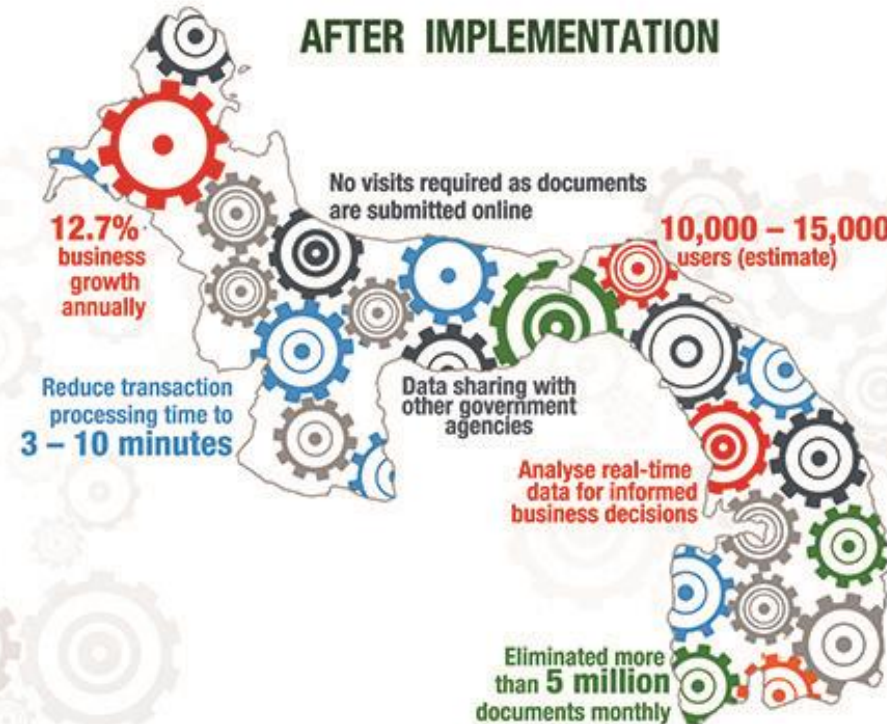 AFTER IMPLEMENTATION
No visits required as documents
are submitted online
12.7%
business
growth
annually
10,000 – 15,000
users (estimate)
Reduce transaction
processing time to
3 – 10 minutes
Data sharing with
other government
agencies
Analyse real-time
data for informed
business decisions
Eliminated more
than 5 million
documents monthly